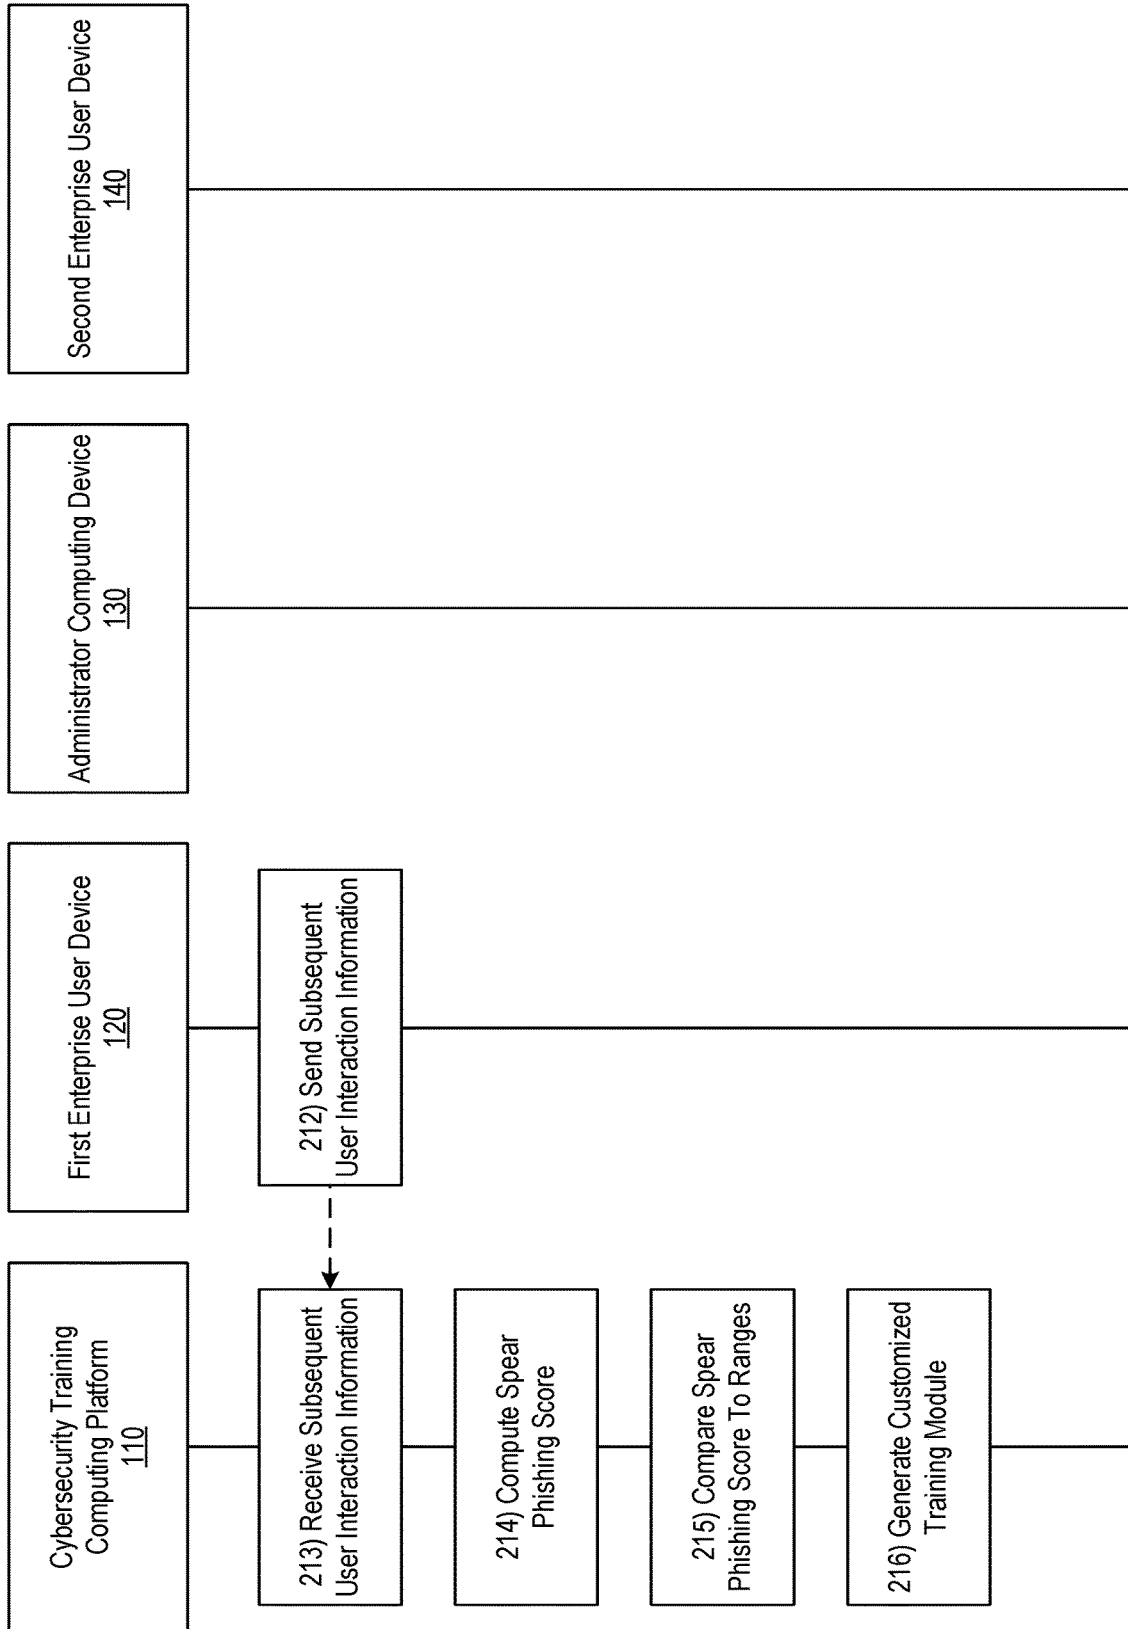 Cybersecurity Training
Computing Platform
110
First Enterprise User Device
120
Administrator Computing Device
130
Second Enterprise User Device
140
212) Send Subsequent
User Interaction Information
213) Receive Subsequent
User Interaction Information
214) Compute Spear
Phishing Score
215) Compare Spear
Phishing Score To Ranges
216) Generate Customized
Training Module